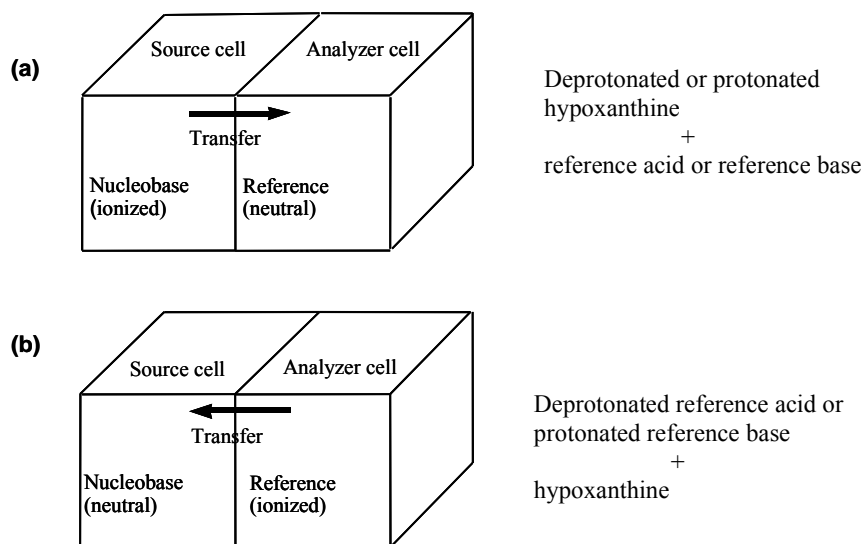 (a)
Source cell
Analyzer cell
Transfer
Nucleobase
(ionized)
Reference
(neutral)
Deprotonated or protonated
hypoxanthine
+
reference acid or reference base
(b)
Source cell
Analyzer cell
Transfer
Nucleobase
(neutral)
Reference
(ionized)
Deprotonated reference acid or
protonated reference base
+
hypoxanthine